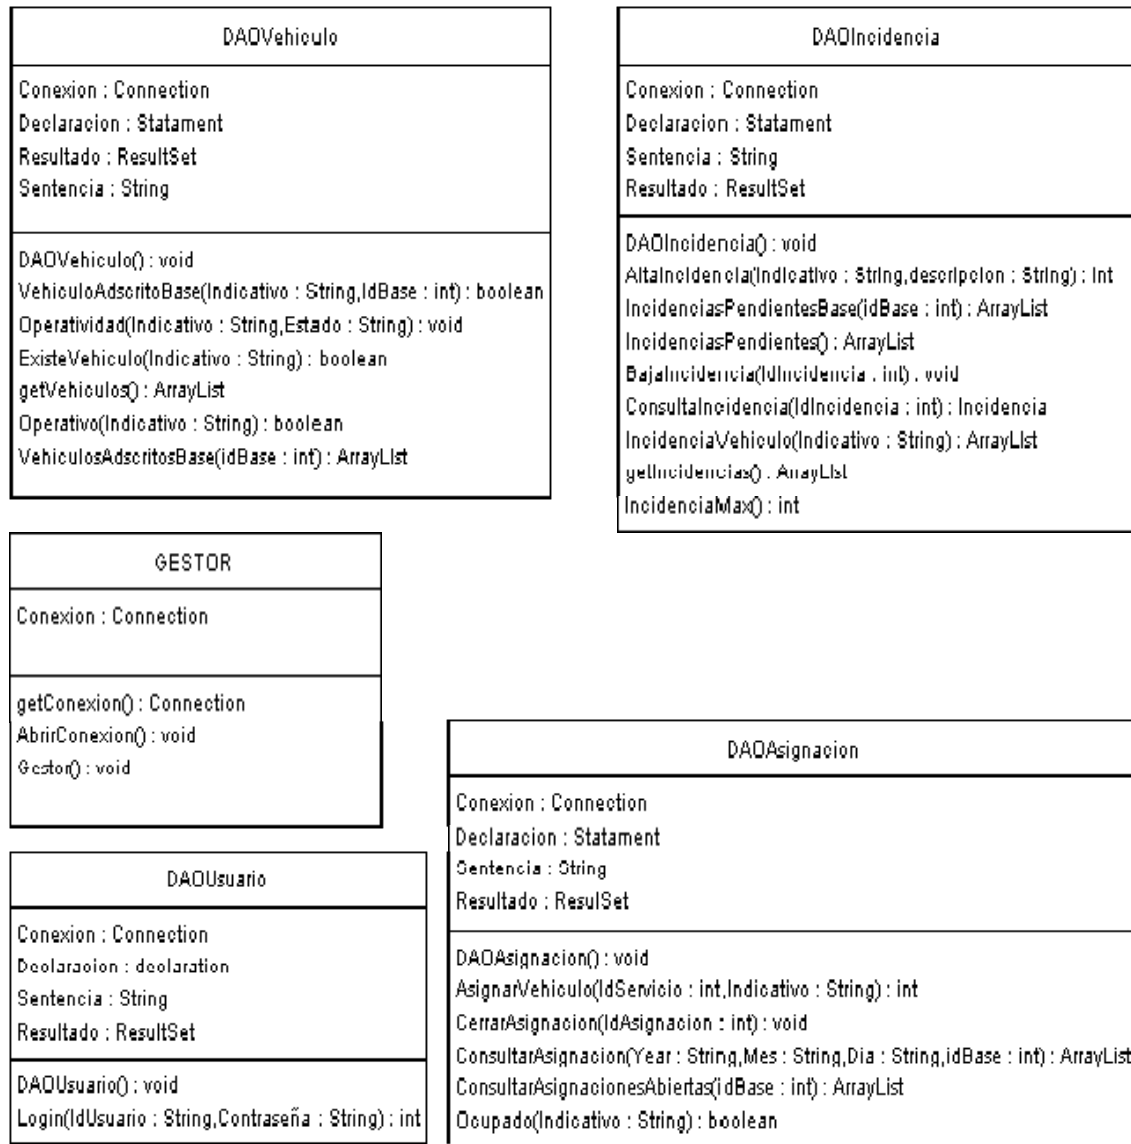 DAOVehiculo
Conexion : Connection
Declaracion : Statament
Resultado : ResultSet
Sentencia : String
DAOVehiculo() : void
VehiculoAdscritoBase(Indicativo : String,IdBase : int) : boolean
Operatividad(Indicativo : String,Estado : String) : void
ExisteVehiculo(Indicativo : String) : boolean
getVehiculos() : ArrayList
Operativo(Indicativo : String) : boolean
VehiculosAdscritosBase(idBase : int) : ArrayList
DAOIncidencia
Conexion : Connection
Declaracion : Statament
Sentencia : String
Resultado : ResultSet
DAOIncidencia() : void
AltaIncidencia(Indicativo : String,descripcion : String) : int
IncidenciasPendientesBase(idBase : int) : ArrayList
IncidenciasPendientes() : ArrayList
BajaIncidencia(IdIncidencia : int) : void
ConsultaIncidencia(IdIncidencia : int) : Incidencia
IncidenciaVehiculo(Indicativo : String) : ArrayList
getIncidencias() : ArrayList
IncidenciaMax() : int
GESTOR
Conexion : Connection
getConexion() : Connection
AbrirConexion() : void
Gestor() : void
DAOUsuario
Conexion : Connection
Declaracion : declaration
Sentencia : String
Resultado : ResultSet
DAOUsuario() : void
Login(IdUsuario : String,Contraseña : String) : int
DAOAsignacion
Conexion : Connection
Declaracion : Statament
Sentencia : String
Resultado : ResulSet
DAOAsignacion() : void
AsignarVehiculo(IdServicio : int,Indicativo : String) : int
CerrarAsignacion(IdAsignacion : int) : void
ConsultarAsignacion(Year : String,Mes : String,Dia : String,idBase : int) : ArrayList
ConsultarAsignacionesAbiertas(idBase : int) : ArrayList
Ocupado(Indicativo : String) : boolean